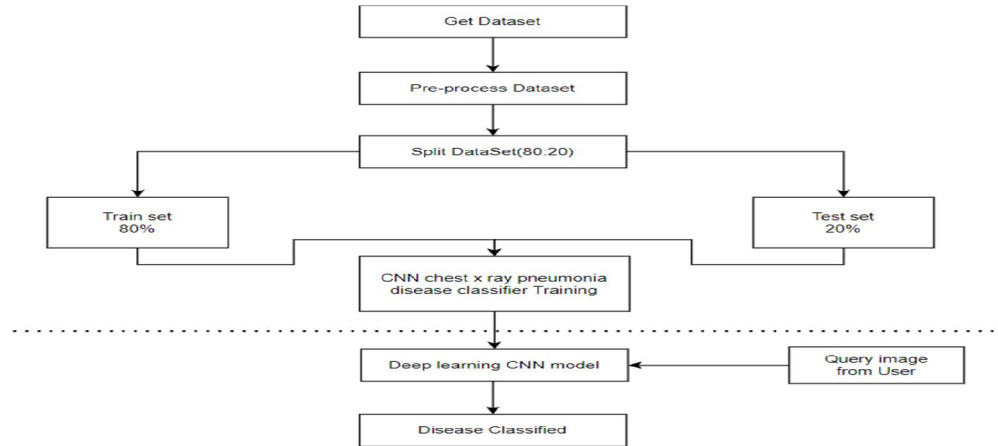 Get Dataset
Pre-process Dataset
Split DataSet(80:20)
Train set
80%
Test set
20%
CNN chest x ray pneumonia
disease classifier Training
Deep learning CNN model
Query image
from User
Disease Classified